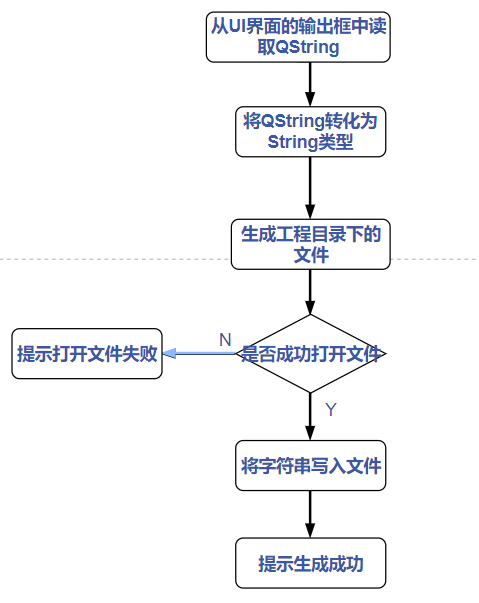 从UI界面的输出框中读
取QString
将QString转化为
String类型
生成工程目录下的
文件
是否成功打开文件
N
提示打开文件失败
Y
将字符串写入文件
提示生成成功